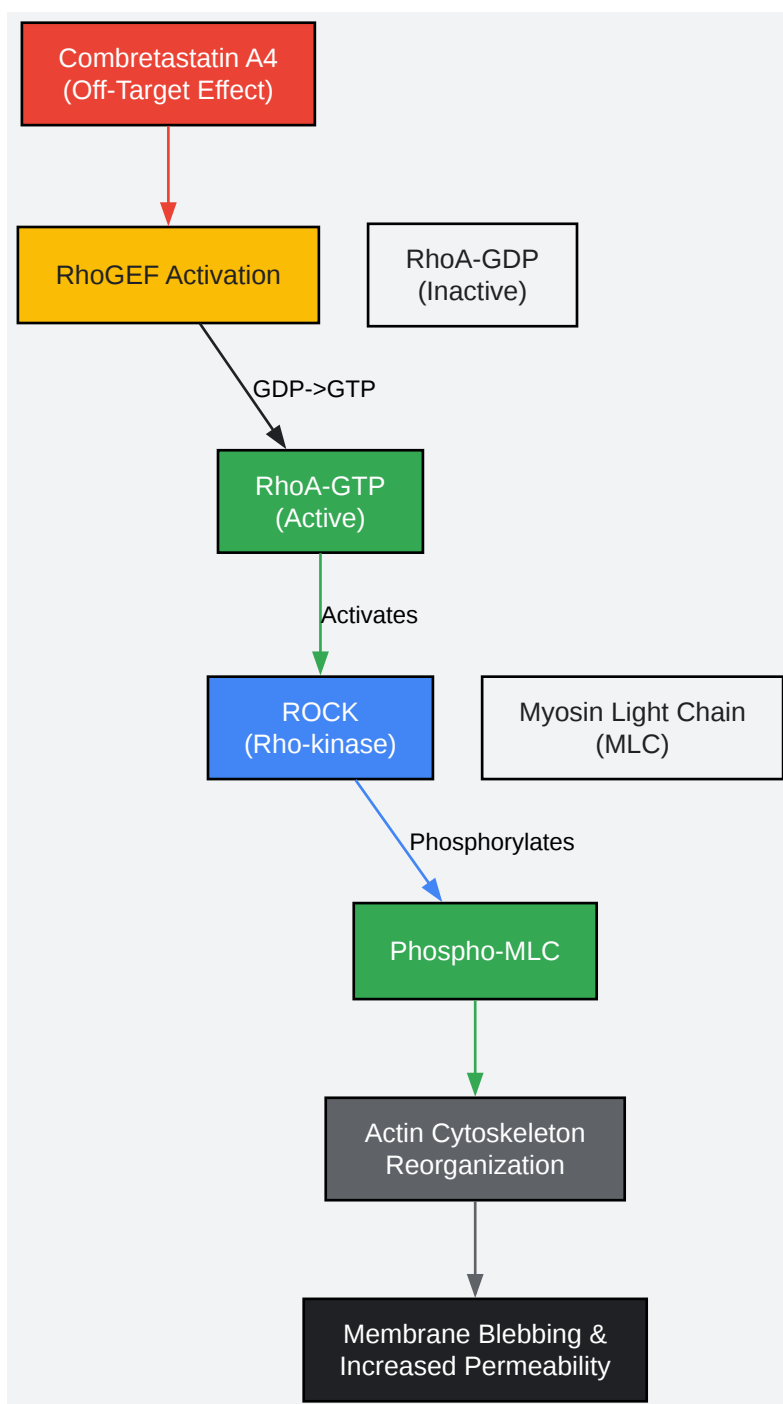 Combretastatin A4
(Off-Target Effect)
RhoGEF Activation
RhoA-GDP
(Inactive)
GDP->GTP
RhoA-GTP
(Active)
Activates
ROCK
(Rho-kinase)
Myosin Light Chain
(MLC)
Phosphorylates
Phospho-MLC
Actin Cytoskeleton
Reorganization
Membrane Blebbing &
Increased Permeability